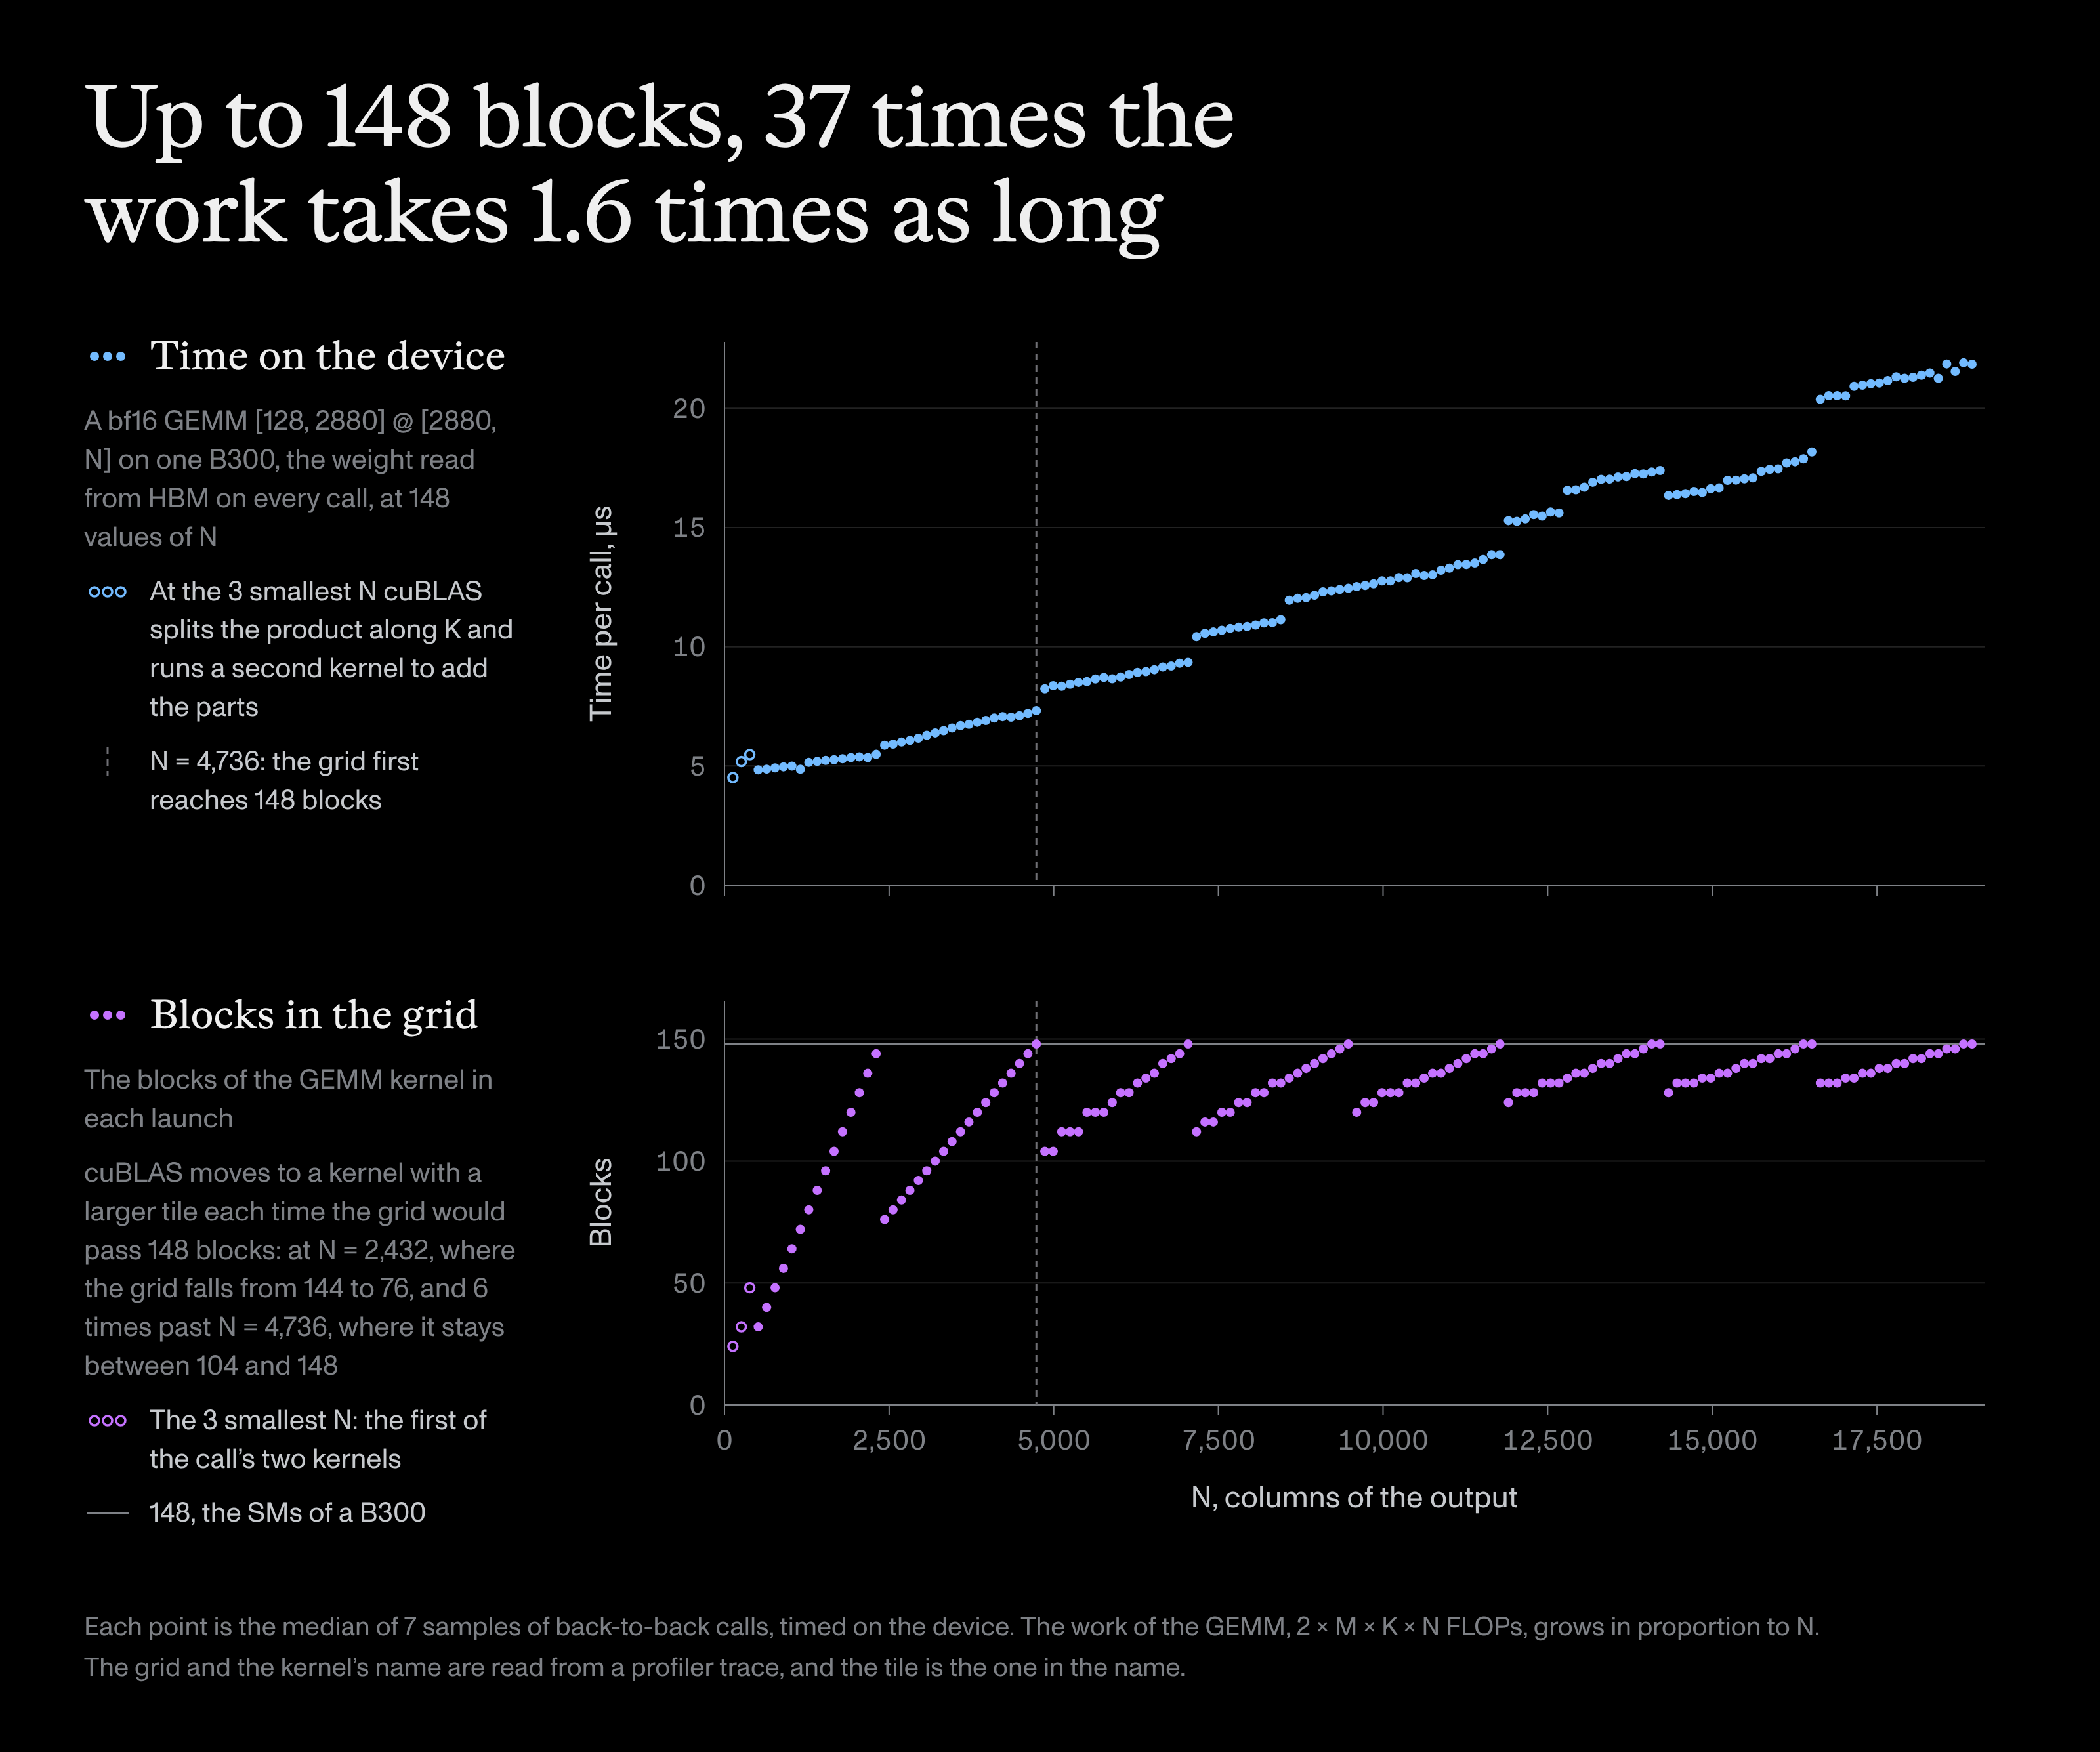 Up to 148 blocks, 37 times the
work takes 1.6 times as long
Time on the device
A bf16 GEMM [128, 2880] @ [2880,
N] on one B300, the weight read
from HBM on every call, at 148
values of N
At the 3 smallest N cuBLAS
splits the product along K and
runs a second kernel to add
the parts
N = 4,736: the grid first
reaches 148 blocks
Time per call, µs
20
15
10
5
0
Blocks in the grid
The blocks of the GEMM kernel in
each launch
cuBLAS moves to a kernel with a
larger tile each time the grid would
pass 148 blocks: at N = 2,432, where
the grid falls from 144 to 76, and 6
times past N = 4,736, where it stays
between 104 and 148
The 3 smallest N: the first of
the call’s two kernels
148, the SMs of a B300
Blocks
150
100
50
0
0 2,500 5,000 7,500 10,000 12,500 15,000 17,500
N, columns of the output
Each point is the median of 7 samples of back-to-back calls, timed on the device. The work of the GEMM, 2 × M × K × N FLOPs, grows in proportion to N.
The grid and the kernel’s name are read from a profiler trace, and the tile is the one in the name.